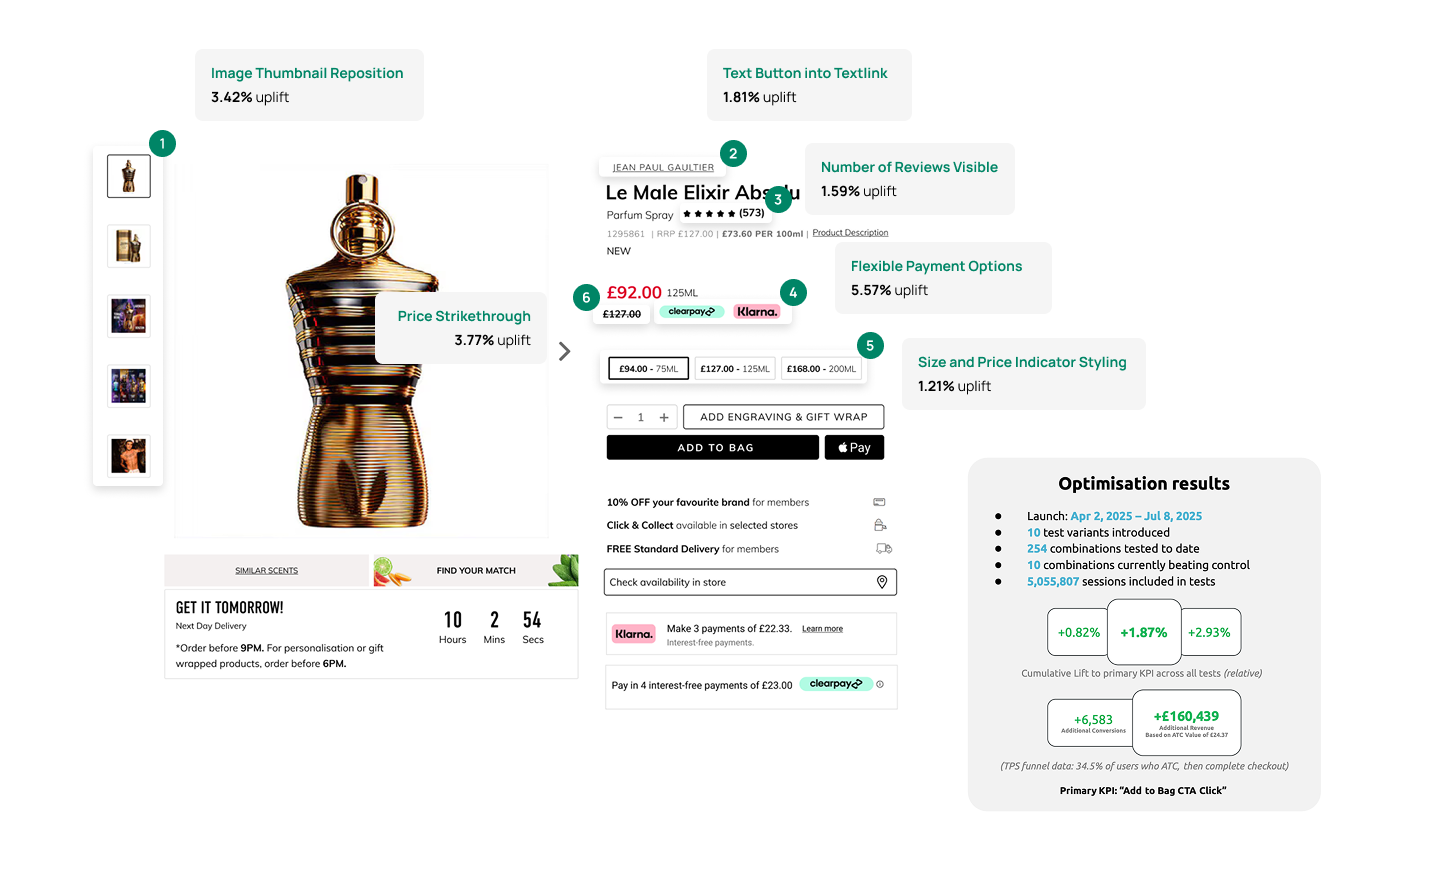 Image Thumbnail Reposition
3.42% uplift
Text Button into Textlink
1.81% uplift
1
2
JEAN PAUL GAULTIER
Number of Reviews Visible
1.59% uplift
Le Male Elixir Absolu
3
Parfum Spray ★★★★★ (573)
1295861 | RRP £127.00 | £73.60 PER 100ml | Product Description
NEW
Flexible Payment Options
5.57% uplift
6
£92.00 125ML
4
£127.00
clearpay
Klarna.
Price Strikethrough
3.77% uplift
5
£94.00 - 75ML
£127.00 - 125ML
£168.00 - 200ML
Size and Price Indicator Styling
1.21% uplift
− 1 +
ADD ENGRAVING & GIFT WRAP
ADD TO BAG
Pay
10% OFF your favourite brand for members
Click & Collect available in selected stores
FREE Standard Delivery for members
Check availability in store
SIMILAR SCENTS
FIND YOUR MATCH
GET IT TOMORROW!
Next Day Delivery
*Order before 9PM. For personalisation or gift
wrapped products, order before 6PM.
10 2 54
Hours Mins Secs
Klarna.
Make 3 payments of £22.33. Learn more
Interest-free payments.
Pay in 4 interest-free payments of £23.00 clearpay
Optimisation results
● Launch: Apr 2, 2025 – Jul 8, 2025
● 10 test variants introduced
● 254 combinations tested to date
● 10 combinations currently beating control
● 5,055,807 sessions included in tests
+0.82% +1.87% +2.93%
Cumulative Lift to primary KPI across all tests (relative)
+6,583
Additional Conversions
+£160,439
Additional Revenue
Based on ATC Value of £24.37
(TPS funnel data: 34.5% of users who ATC, then complete checkout)
Primary KPI: "Add to Bag CTA Click"